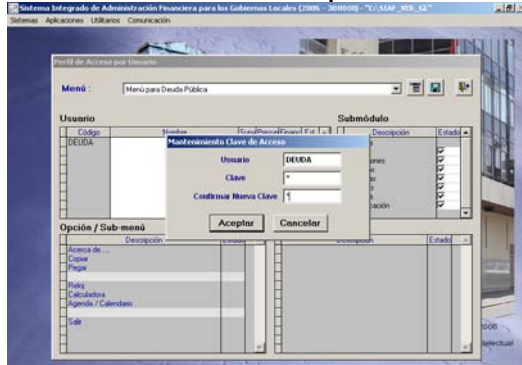 Sistema Integrado de Administración Financiera para los Gobiernos Locales (2006 - 300000) - "E:\SIAF_VFR_GL"
Sistemas Aplicaciones Utilitarios Comunicación
Perfil de Acceso por Usuario
Menú : Menú para Deuda Pública
Usuario Submódulo
Código Nombre Est Descripción Estado
DEUDA
Mantenimiento Clave de Acceso
Usuario DEUDA
Clave *
Confirmar Nueva Clave *
Aceptar Cancelar
Opción / Sub-menú
Descripción Estado Descripción Estado
Acerca de....
Copiar
Pegar
Reloj
Calculadora
Agenda / Calendario
Salir